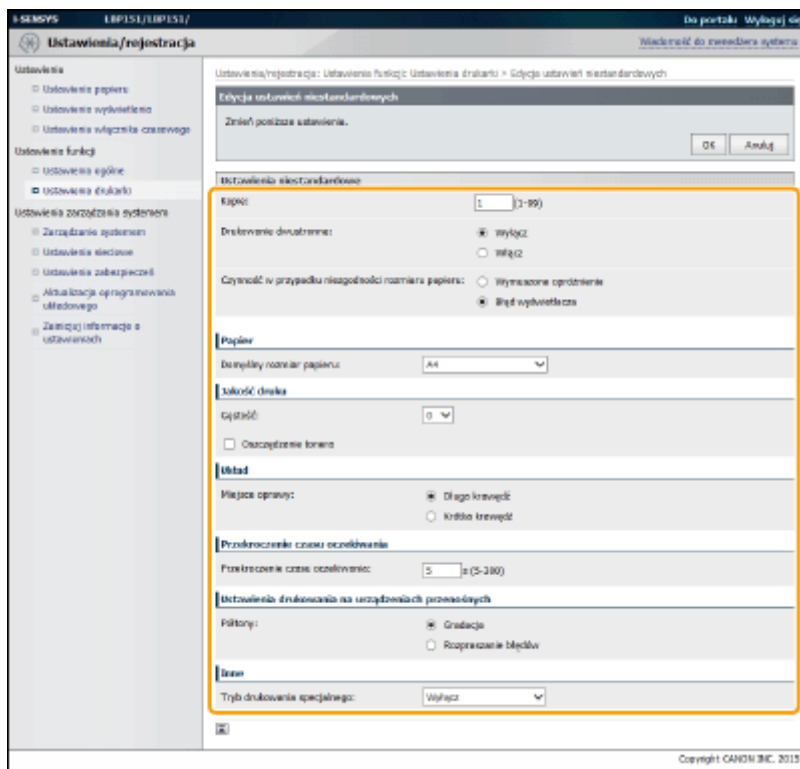 i-SENSYS LBP151/LBP151/ Do portalu Wyloguj się
Ustawienia/rejestracja Wiadomość do menedżera systemu
Ustawienia
Ustawienia papieru
Ustawienia wyświetlania
Ustawienia włącznika czasowego
Ustawienia funkcji
Ustawienia ogólne
Ustawienia drukarki
Ustawienia zarządzania systemem
Zarządzanie systemem
Ustawienia sieciowe
Ustawienia zabezpieczeń
Aktualizacja oprogramowania
układowego
Zainicjuj informacje o
ustawieniach
Ustawienia/rejestracja: Ustawienia funkcji: Ustawienia drukarki > Edycja ustawień niestandardowych
Edycja ustawień niestandardowych
Zmień poniższe ustawienie.
OK Anuluj
Ustawienia niestandardowe
Kopie: 1 (1-99)
Drukowanie dwustronne: Wyłącz
Włącz
Czynność w przypadku niezgodności rozmiaru papieru: Wymuszone opróżnienie
Błąd wyświetlacza
Papier
Domyślny rozmiar papieru: A4
Jakość druku
Gęstość: 0
Oszczędzanie tonera
Układ
Miejsce oprawy: Długa krawędź
Krótka krawędź
Przekroczenie czasu oczekiwania
Przekroczenie czasu oczekiwania: 5 s (5-300)
Ustawienia drukowania na urządzeniach przenośnych
Półtony: Gradacja
Rozpraszanie błędów
Inne
Tryb drukowania specjalnego: Wyłącz
Copyright CANON INC. 2015